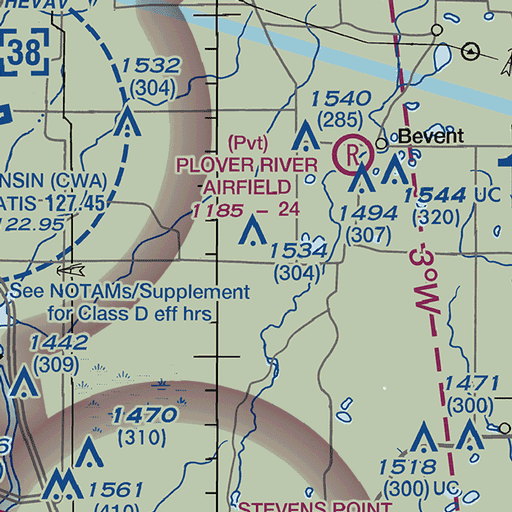 HEVAV
38
1532
(304)
1540
(285)
Bevent
R
(Pvt)
PLOVER RIVER
AIRFIELD
1185 - 24
NSIN (CWA)
ATIS 127.45
122.95
1544 UC
(320)
1494
(307)
1534
(304)
3°W
See NOTAMs/Supplement
for Class D eff hrs
1442
(309)
1471
(300)
1470
(310)
1518
(300) UC
1561
(410)
STEVENS POINT